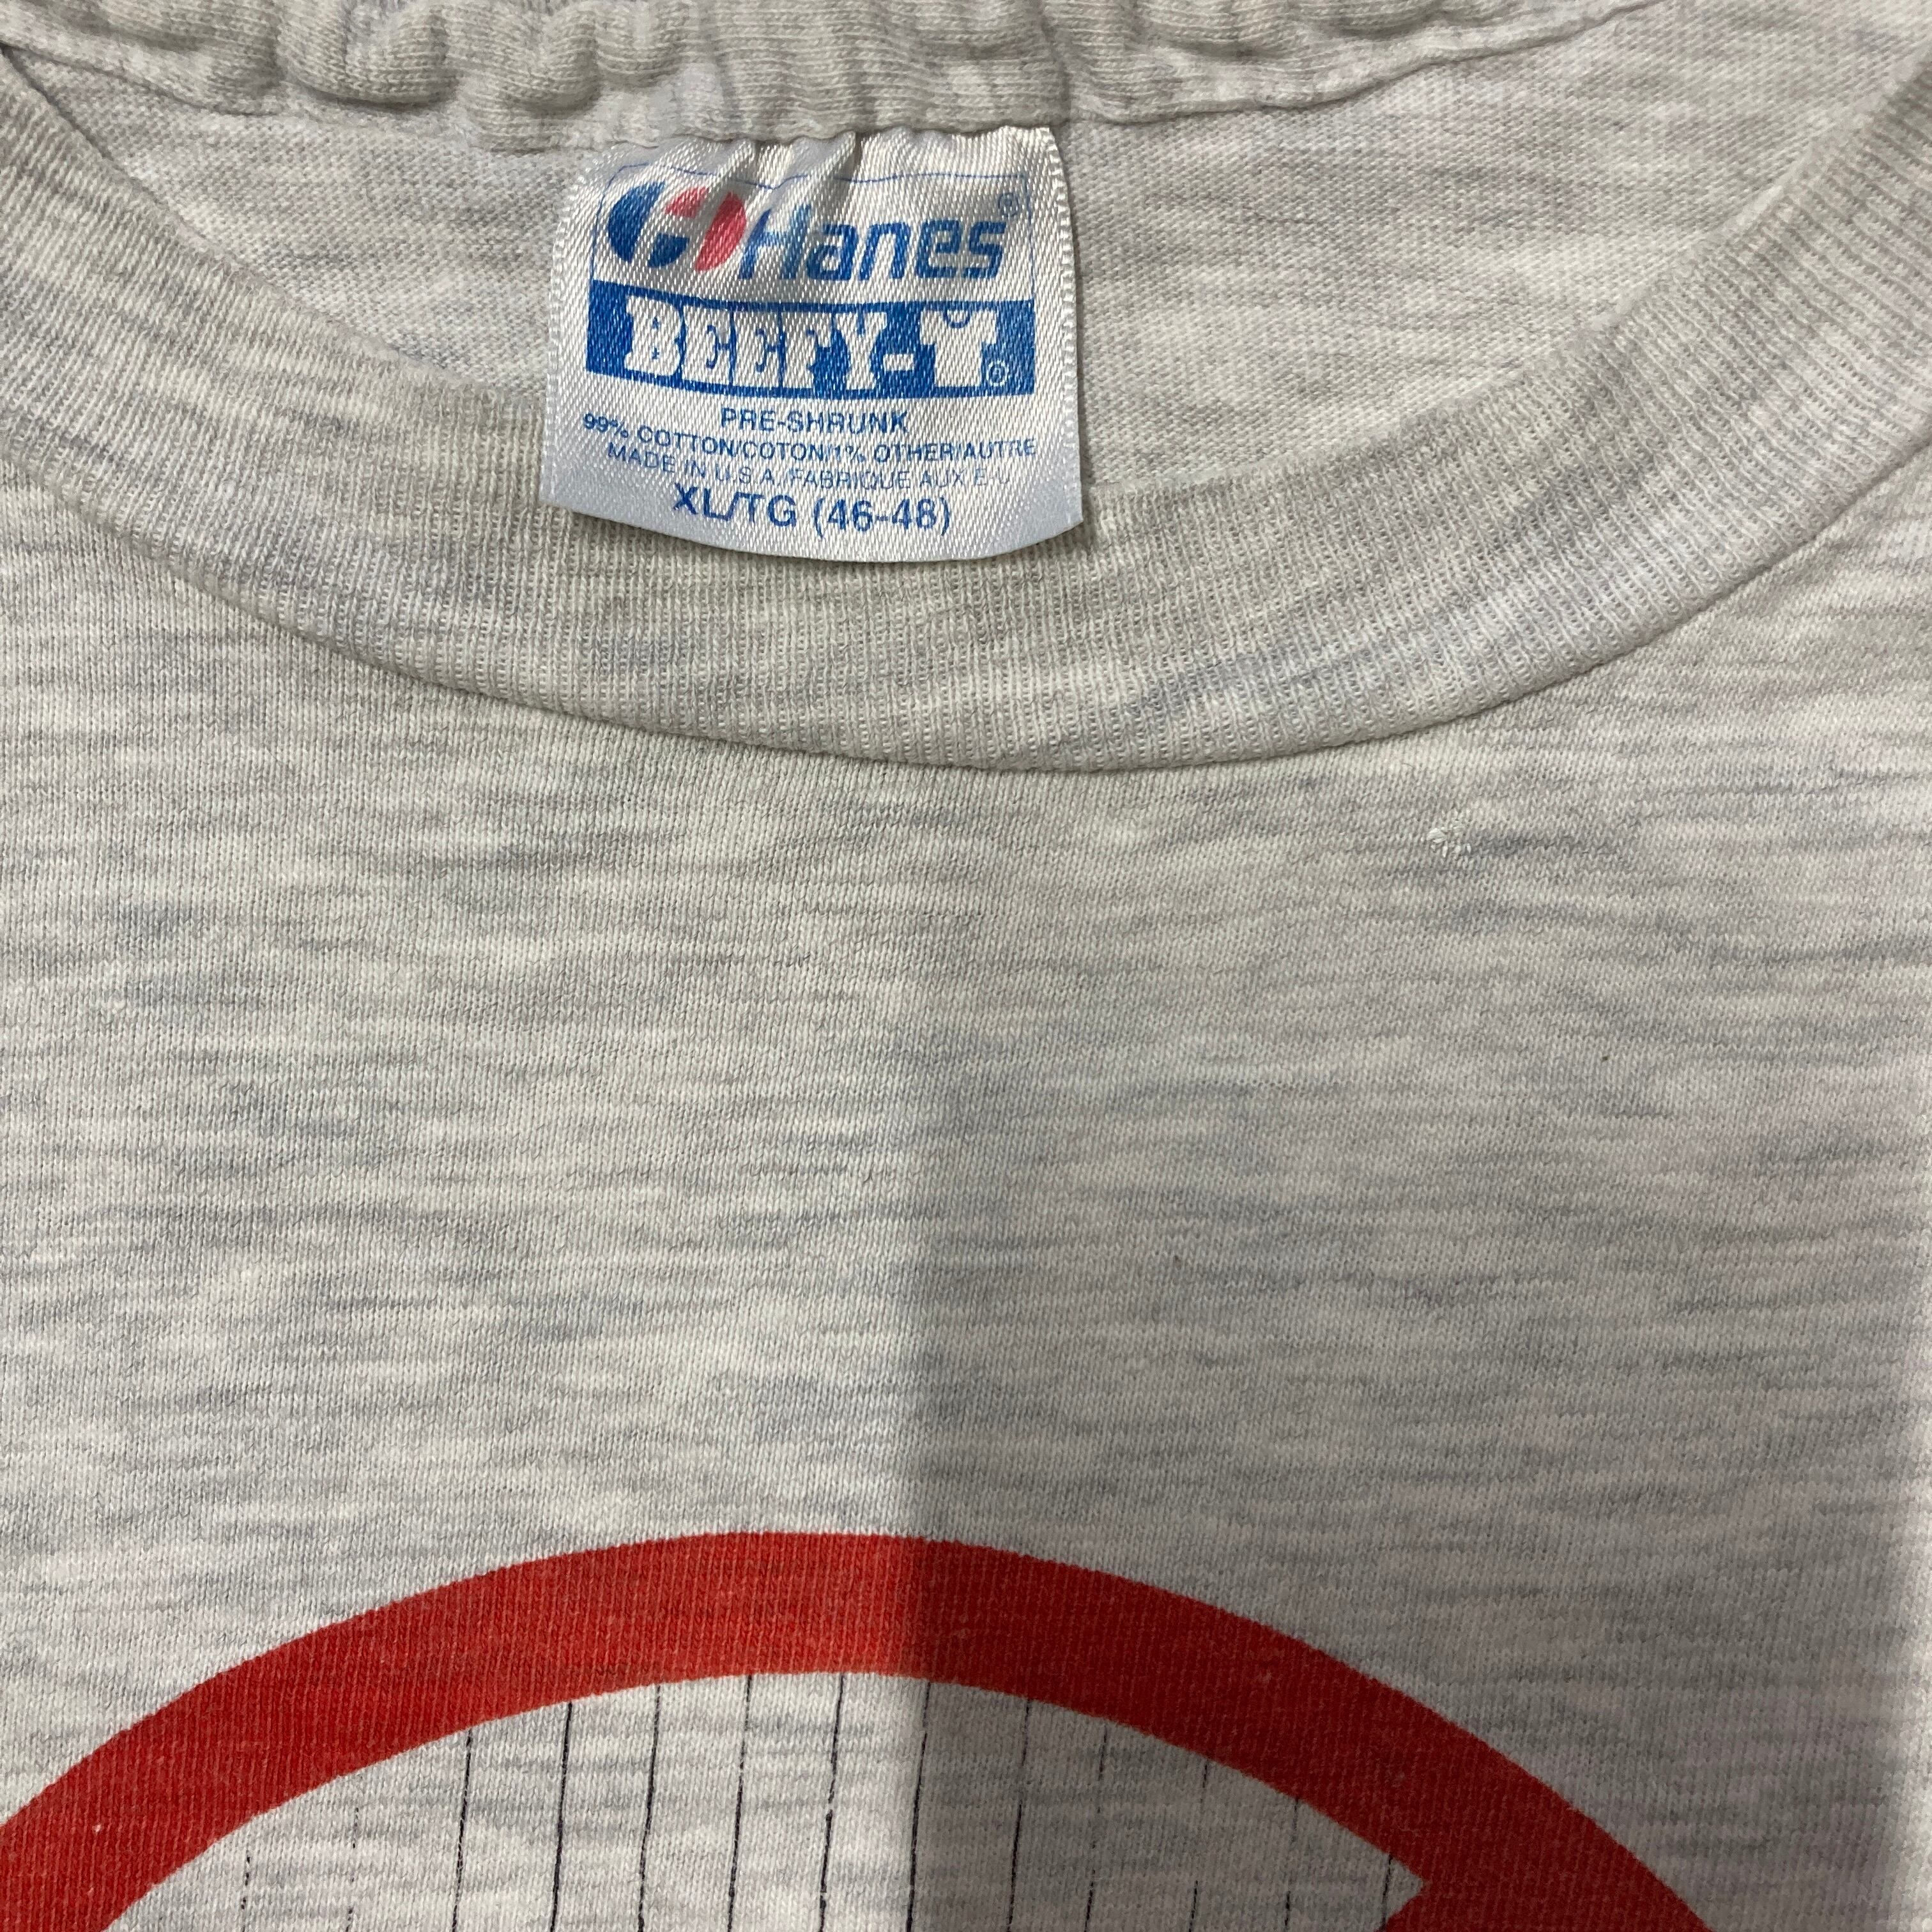 Hanes®
BEEFY-T®
PRE-SHRUNK
99% COTTON/COTON/1% OTHER/AUTRE
MADE IN U.S.A./FABRIQUE AUX E.U.
XL/TG (46-48)